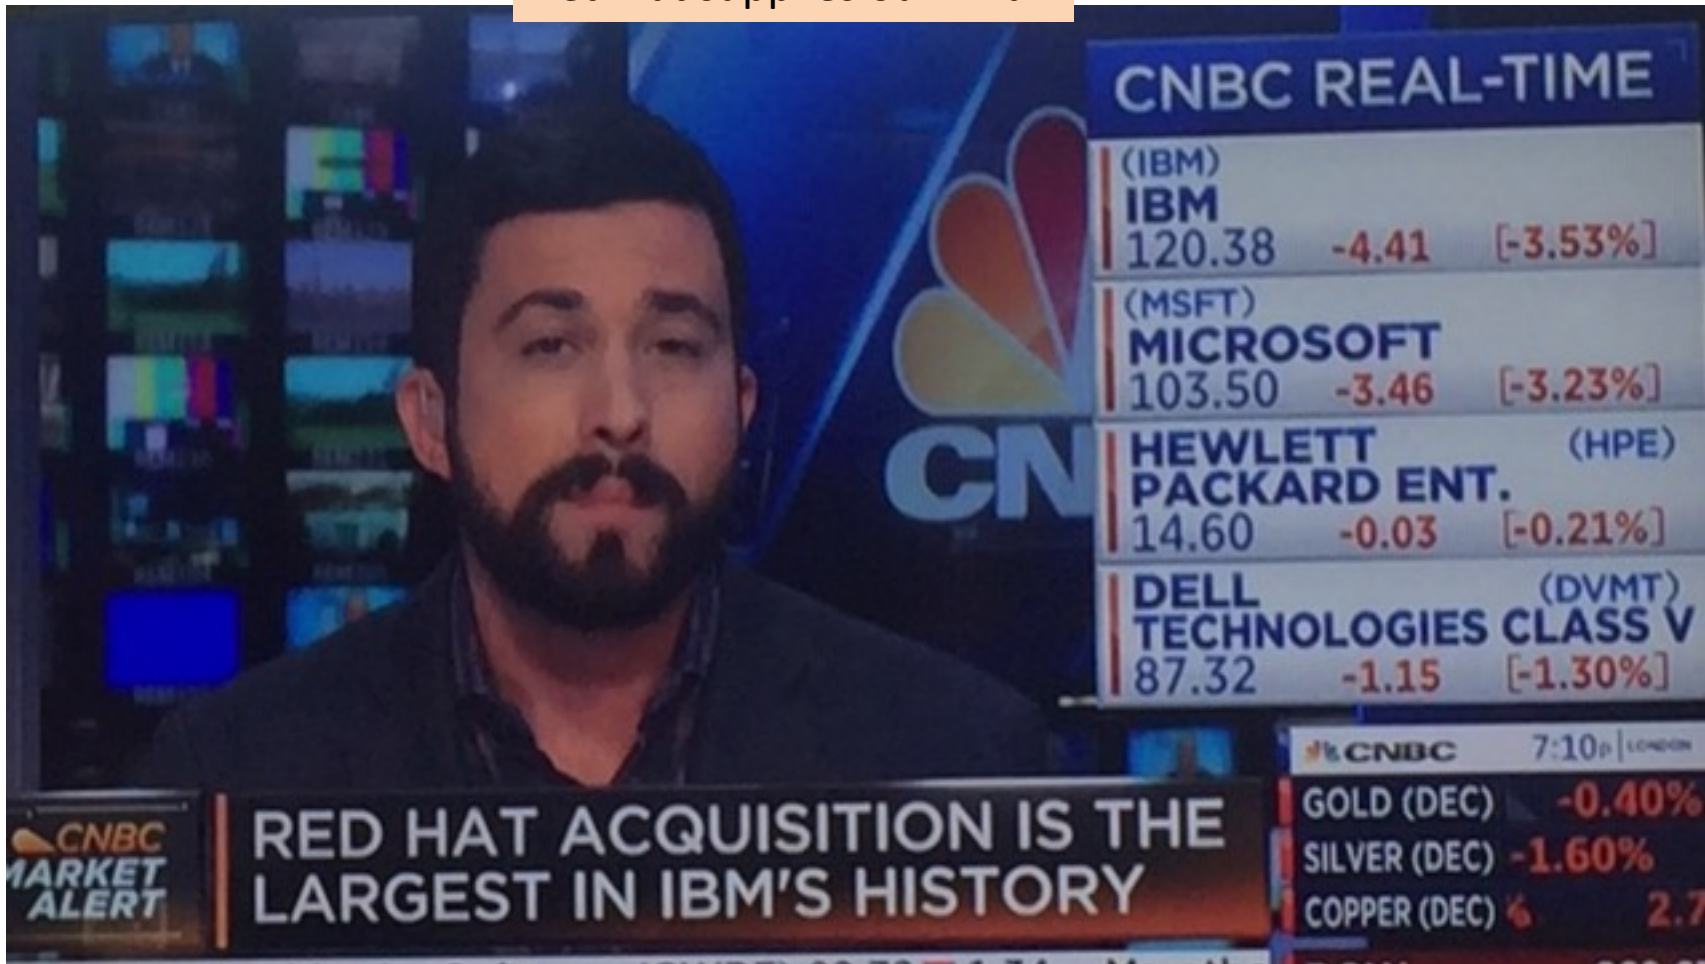 CNBC REAL-TIME
(IBM)
IBM
120.38 -4.41 [-3.53%]
(MSFT)
MICROSOFT
103.50 -3.46 [-3.23%]
HEWLETT (HPE)
PACKARD ENT.
14.60 -0.03 [-0.21%]
DELL (DVMT)
TECHNOLOGIES CLASS V
87.32 -1.15 [-1.30%]
CN
CNBC 7:10p LONDON
GOLD (DEC) -0.40%
SILVER (DEC) -1.60%
COPPER (DEC) 2.7
CNBC
MARKET
ALERT
RED HAT ACQUISITION IS THE
LARGEST IN IBM'S HISTORY